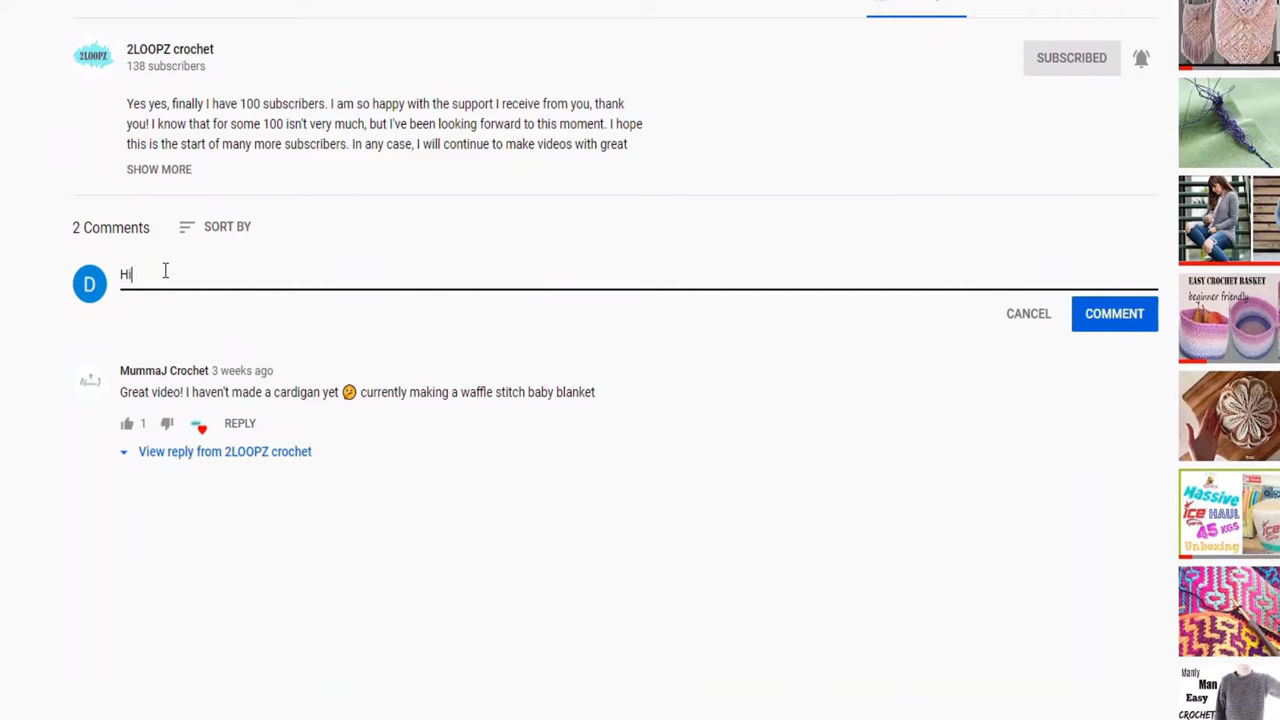 2LOOPZ
2LOOPZ crochet
138 subscribers
SUBSCRIBED
Yes yes, finally I have 100 subscribers. I am so happy with the support I receive from you, thank
you! I know that for some 100 isn't very much, but I've been looking forward to this moment. I hope
this is the start of many more subscribers. In any case, I will continue to make videos with great
SHOW MORE
2 Comments
SORT BY
D
Hi
CANCEL
COMMENT
MummaJ Crochet 3 weeks ago
Great video! I haven't made a cardigan yet 🤔 currently making a waffle stitch baby blanket
1
REPLY
View reply from 2LOOPZ crochet
EASY CROCHET BASKET
beginner friendly
Massive
ICE HAUL
45 KGS
Unboxing
Manly
Man
Easy
CROCHET